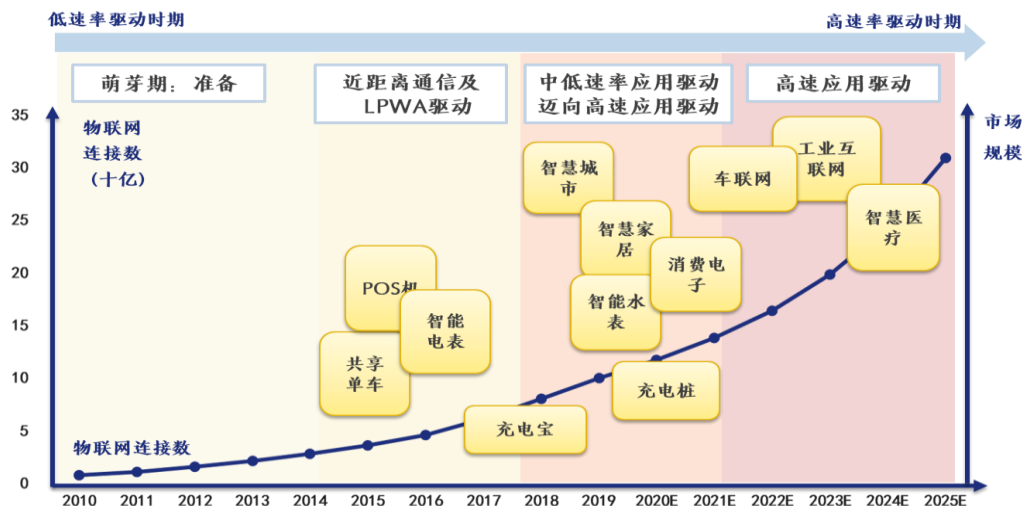 低速率驱动时期
高速率驱动时期
萌芽期：准备
近距离通信及
LPWA驱动
中低速率应用驱动
迈向高速应用驱动
高速应用驱动
35
30
25
20
15
10
5
0
物联网
连接数
(十亿)
市场
规模
智慧城
市
工业互
联网
车联网
智慧家
居
智慧医
疗
消费电
子
POS机
智能
电表
智能水
表
共享
单车
充电桩
充电宝
物联网连接数
2010
2011
2012
2013
2014
2015
2016
2017
2018
2019
2020E
2021E
2022E
2023E
2024E
2025E